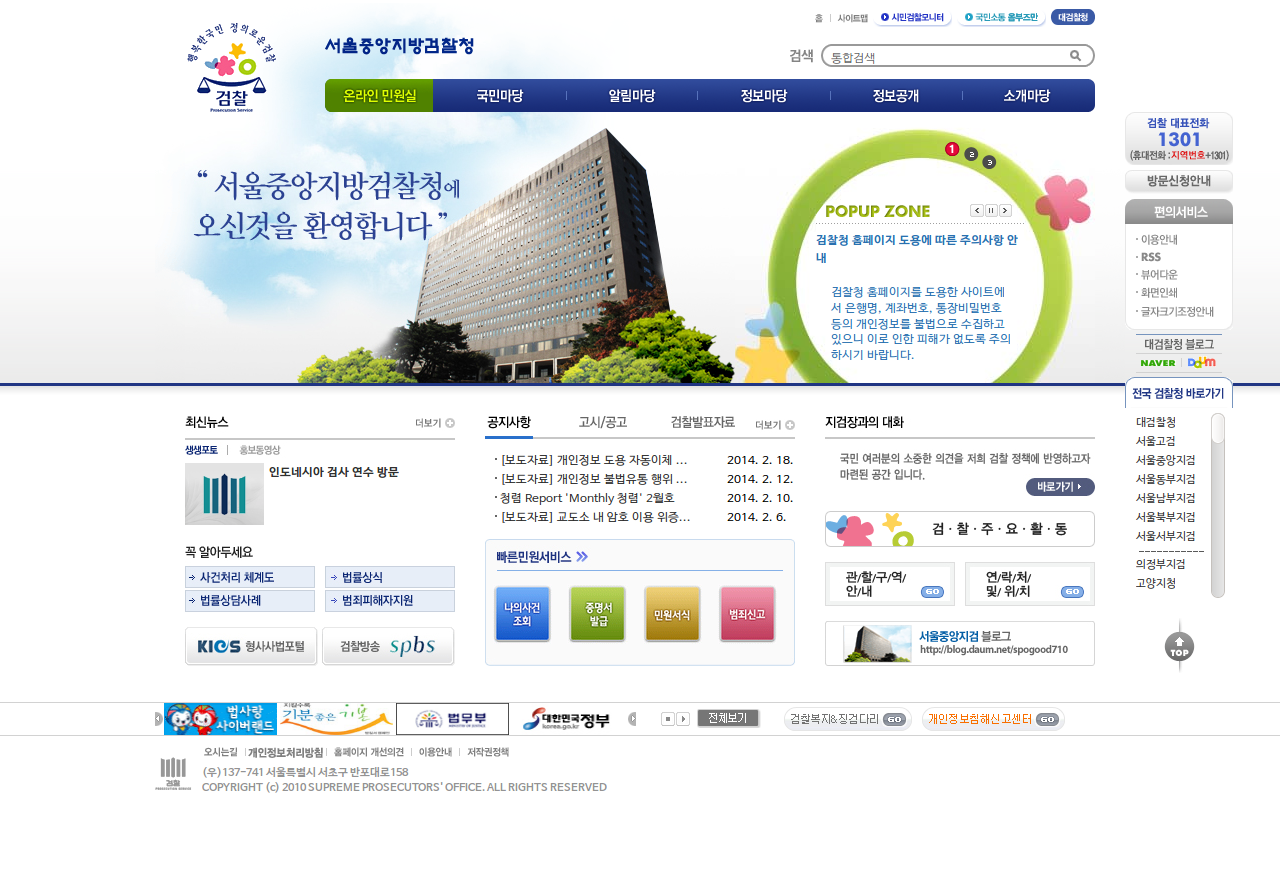 홈 | 사이트맵 시민검찰모니터 국민소통 옴부즈만 대검찰청
행복한국민 정의로운검찰
검찰
Prosecution Service
서울중앙지방검찰청
검색 통합검색
온라인 민원실 국민마당 알림마당 정보마당 정보공개 소개마당
“ 서울중앙지방검찰청에
오신것을 환영합니다 ”
1 2 3
POPUP ZONE
검찰청 홈페이지 도용에 따른 주의사항 안
내
검찰청 홈페이지를 도용한 사이트에
서 은행명, 계좌번호, 통장비밀번호
등의 개인정보를 불법으로 수집하고
있으니 이로 인한 피해가 없도록 주의
하시기 바랍니다.
검찰 대표전화
1301
(휴대전화 :지역번호+1301)
방문신청안내
편의서비스
· 이용안내
· RSS
· 뷰어다운
· 화면인쇄
· 글자크기조정안내
대검찰청 블로그
NAVER | Daum
전국 검찰청 바로가기
대검찰청
서울고검
서울중앙지검
서울동부지검
서울남부지검
서울북부지검
서울서부지검
------------
의정부지검
고양지청
TOP
최신뉴스 더보기
생생포토 | 홍보동영상
인도네시아 검사 연수 방문
꼭 알아두세요
사건처리 체계도 법률상식
법률상담사례 범죄피해자지원
KICS 형사사법포털 검찰방송 spbs
공지사항 고시/공고 검찰발표자료 더보기
· [보도자료] 개인정보 도용 자동이체 ... 2014. 2. 18.
· [보도자료] 개인정보 불법유통 행위 ... 2014. 2. 12.
· 청렴 Report 'Monthly 청렴' 2월호 2014. 2. 10.
· [보도자료] 교도소 내 암호 이용 위증... 2014. 2. 6.
빠른민원서비스
나의사건
조회
증명서
발급
민원서식
범죄신고
지검장과의 대화
국민 여러분의 소중한 의견을 저희 검찰 정책에 반영하고자
마련된 공간 입니다.
바로가기
검 · 찰 · 주 · 요 · 활 · 동
관/할/구/역/
안/내 GO
연/락/처/
및/ 위/치 GO
서울중앙지검 블로그
http://blog.daum.net/spogood710
법사랑
사이버랜드
기분 좋은 기본
법무부
대한민국정부
korea.go.kr
전체보기
검찰복지&징검다리 GO
개인정보침해신고센터 GO
오시는길 | 개인정보처리방침 | 홈페이지 개선의견 | 이용안내 | 저작권정책
검찰
PROSECUTION SERVICE
(우)137-741 서울특별시 서초구 반포대로158
COPYRIGHT (c) 2010 SUPREME PROSECUTORS' OFFICE. ALL RIGHTS RESERVED